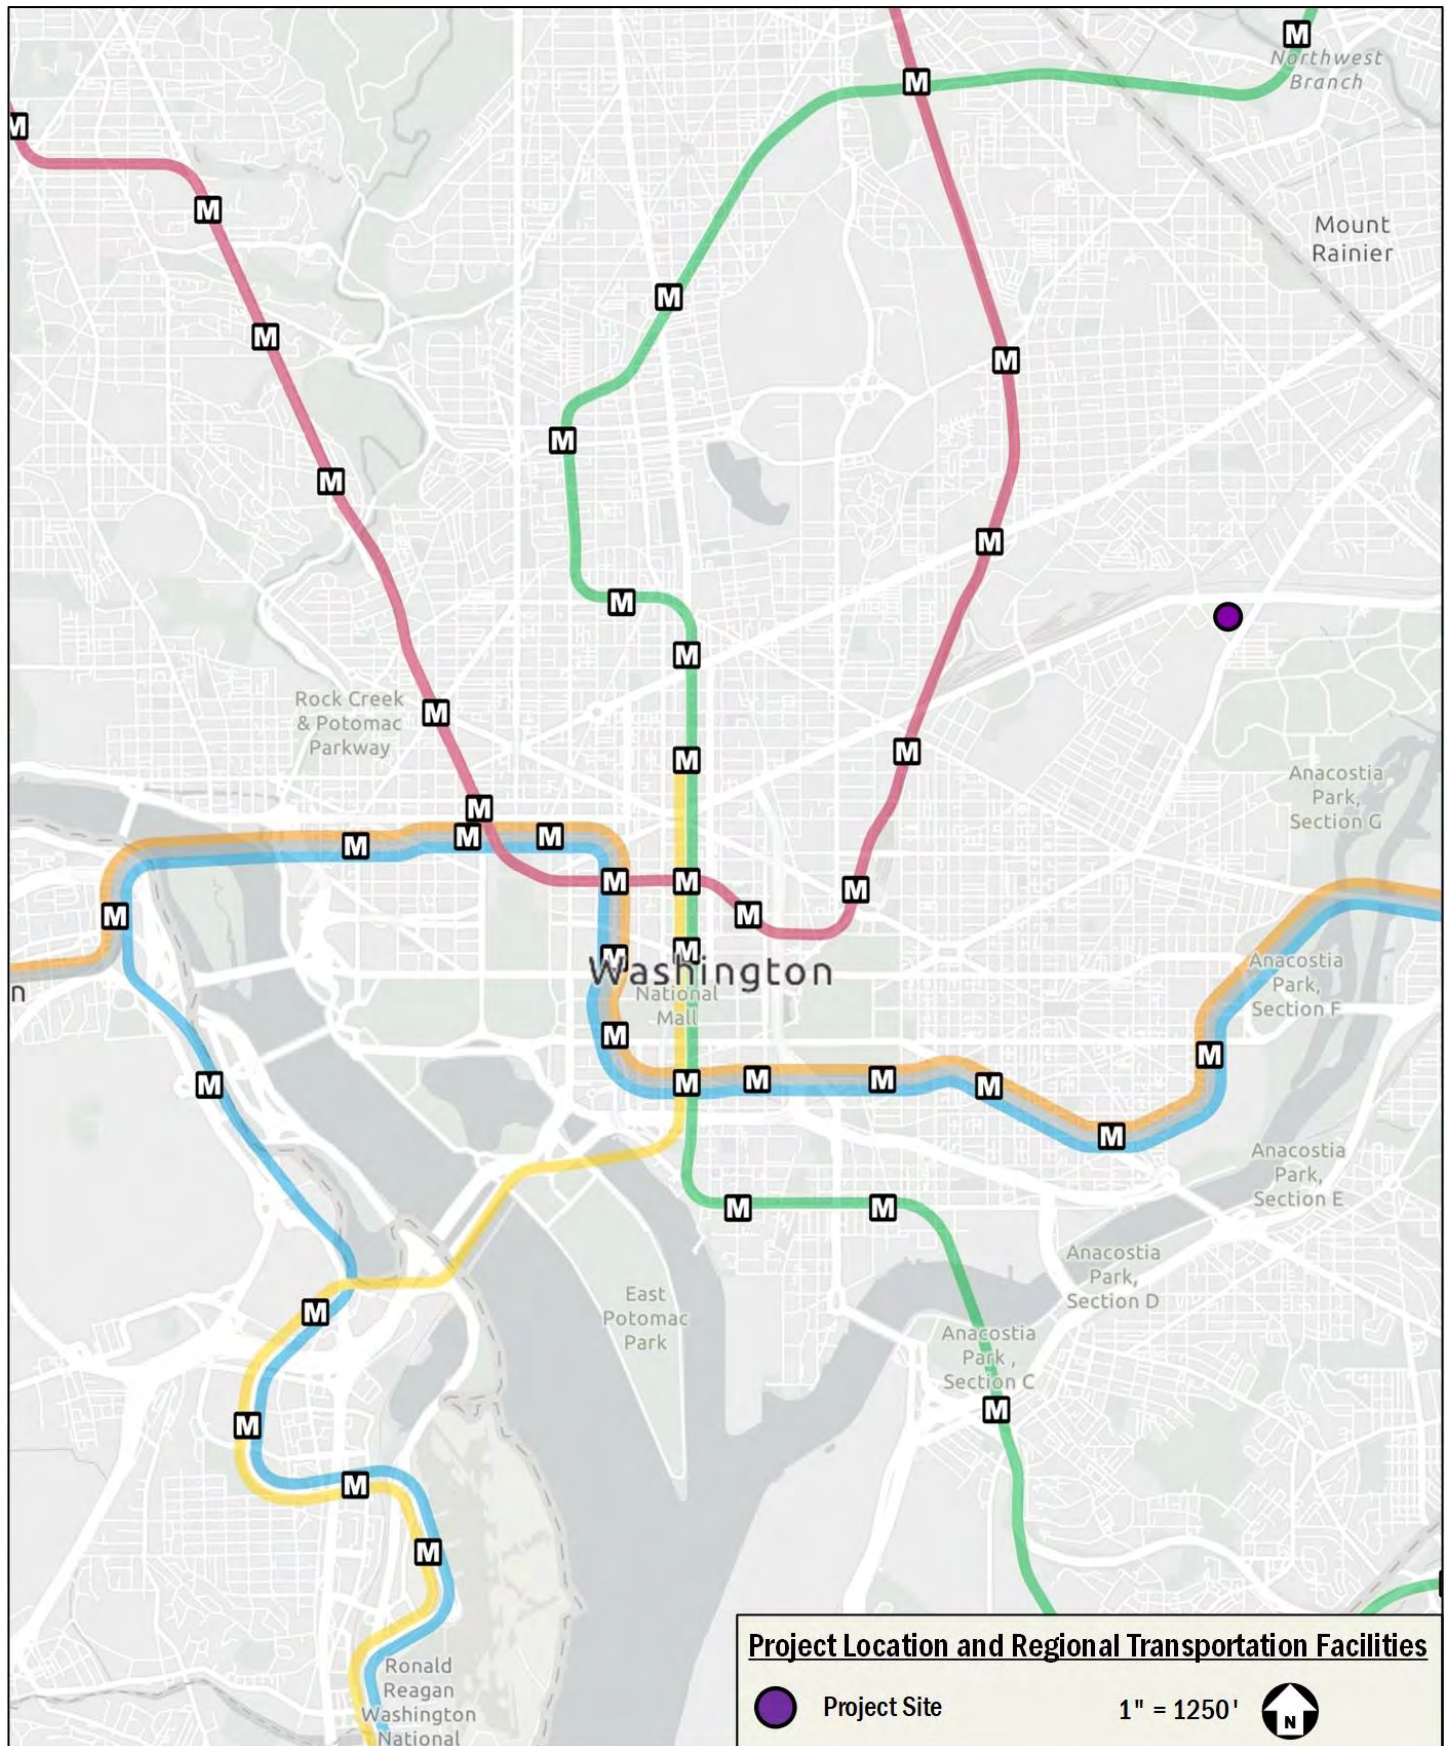 M
Northwest
Branch
M
M
M
Mount
Rainier
M
M
M
M
M
M
M
M
Rock Creek
& Potomac
Parkway
M
M
M
M
Anacostia
Park,
Section G
M
M
M
M
M
M
M
M
M
M
M
M
Washington
Anacostia
Park,
Section F
n
National
Mall
M
M
M
M
M
M
M
M
M
Anacostia
Park,
Section E
M
M
Anacostia
Park,
Section D
East
Potomac
Park
M
Anacostia
Park ,
Section C
M
M
M
M
Project Location and Regional Transportation Facilities
Project Site
1" = 1250'
N
Ronald
Reagan
Washington
National